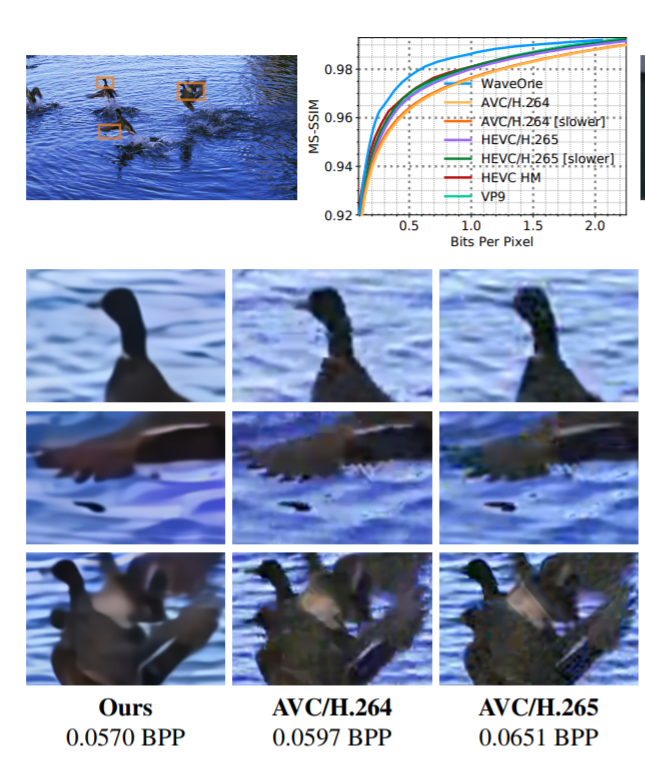 0.98
0.96
0.94
0.92
MS-SSIM
WaveOne
AVC/H.264
AVC/H.264 [slower]
HEVC/H.265
HEVC/H.265 [slower]
HEVC HM
VP9
0.5 1.0 1.5 2.0
Bits Per Pixel
Ours AVC/H.264 AVC/H.265
0.0570 BPP 0.0597 BPP 0.0651 BPP